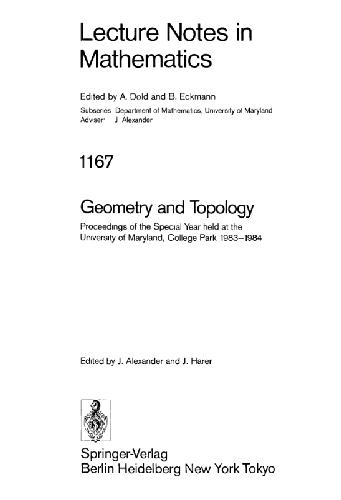 Lecture Notes in
Mathematics
Edited by A. Dold and B. Eckmann
Subseries: Department of Mathematics, University of Maryland
Adviser: J. Alexander
1167
Geometry and Topology
Proceedings of the Special Year held at the
University of Maryland, College Park 1983–1984
Edited by J. Alexander and J. Harer
Springer-Verlag
Berlin Heidelberg New York Tokyo